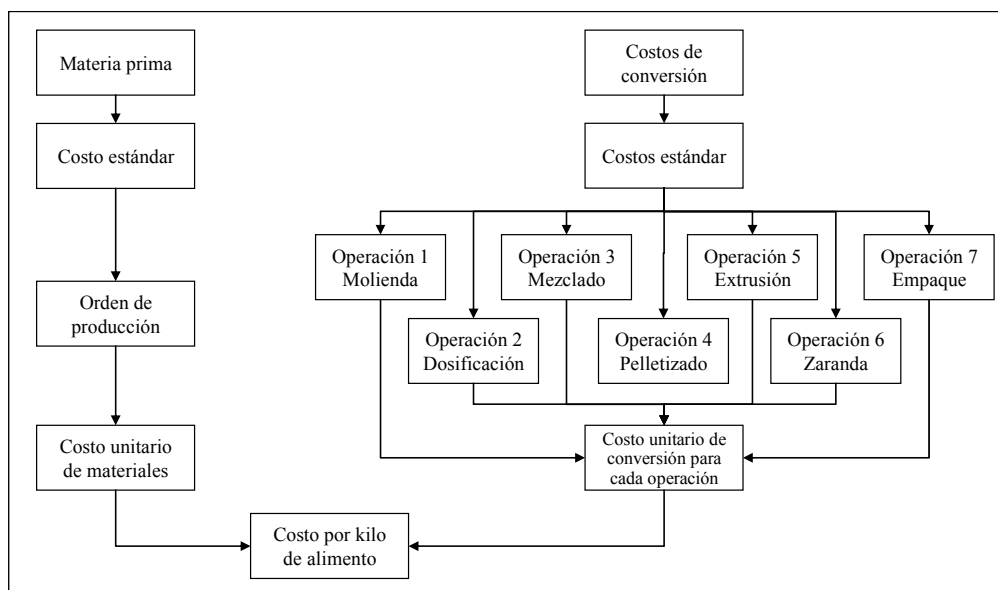 Materia prima
Costos de
conversión
Costo estándar
Costos estándar
Operación 1
Molienda
Operación 3
Mezclado
Operación 5
Extrusión
Operación 7
Empaque
Orden de
producción
Operación 2
Dosificación
Operación 4
Pelletizado
Operación 6
Zaranda
Costo unitario
de materiales
Costo unitario de
conversión para
cada operación
Costo por kilo
de alimento